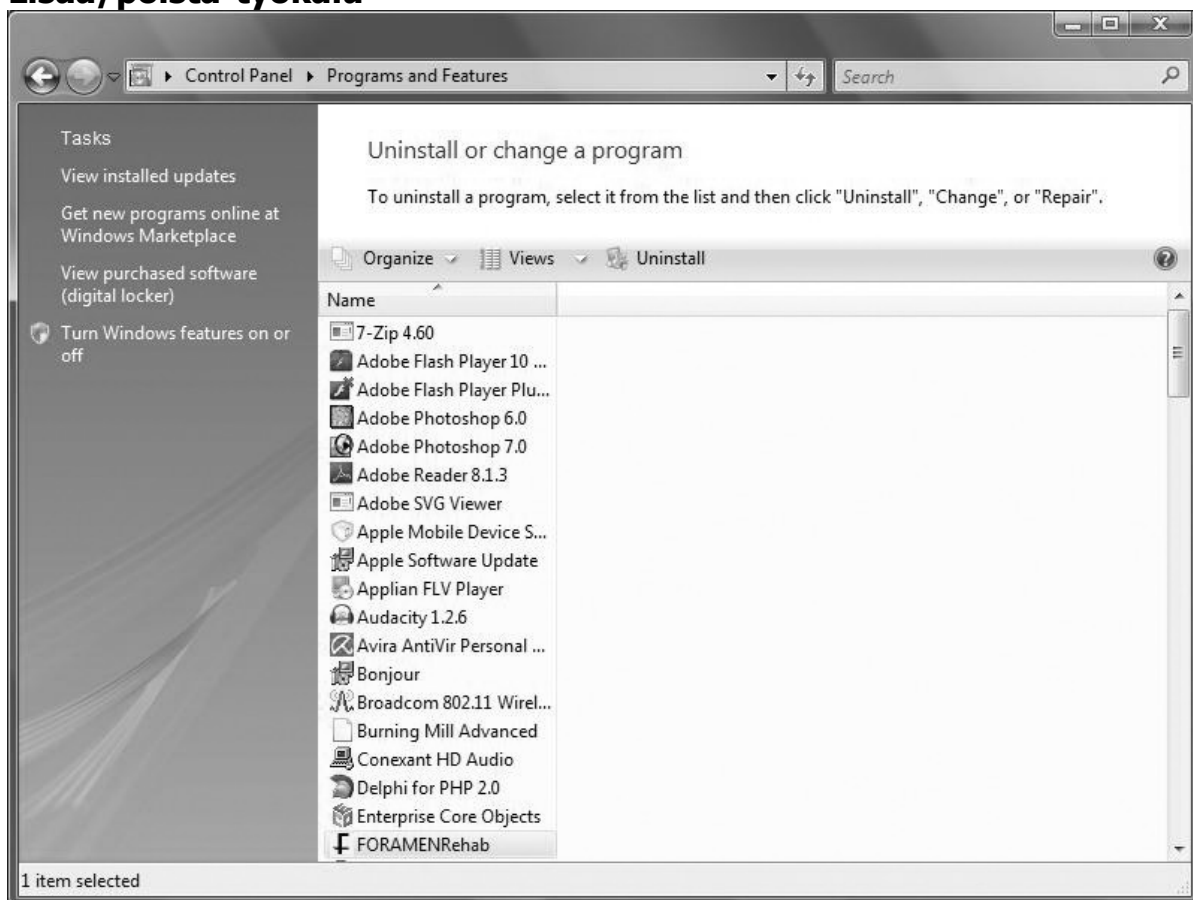 Lisää/poista-työkalu
Control Panel Programs and Features
Search
Tasks
View installed updates
Get new programs online at
Windows Marketplace
View purchased software
(digital locker)
Turn Windows features on or
off
Uninstall or change a program
To uninstall a program, select it from the list and then click "Uninstall", "Change", or "Repair".
Organize Views Uninstall
Name
7-Zip 4.60
Adobe Flash Player 10 ...
Adobe Flash Player Plu...
Adobe Photoshop 6.0
Adobe Photoshop 7.0
Adobe Reader 8.1.3
Adobe SVG Viewer
Apple Mobile Device S...
Apple Software Update
Applian FLV Player
Audacity 1.2.6
Avira AntiVir Personal ...
Bonjour
Broadcom 802.11 Wirel...
Burning Mill Advanced
Conexant HD Audio
Delphi for PHP 2.0
Enterprise Core Objects
FORAMENRehab
1 item selected